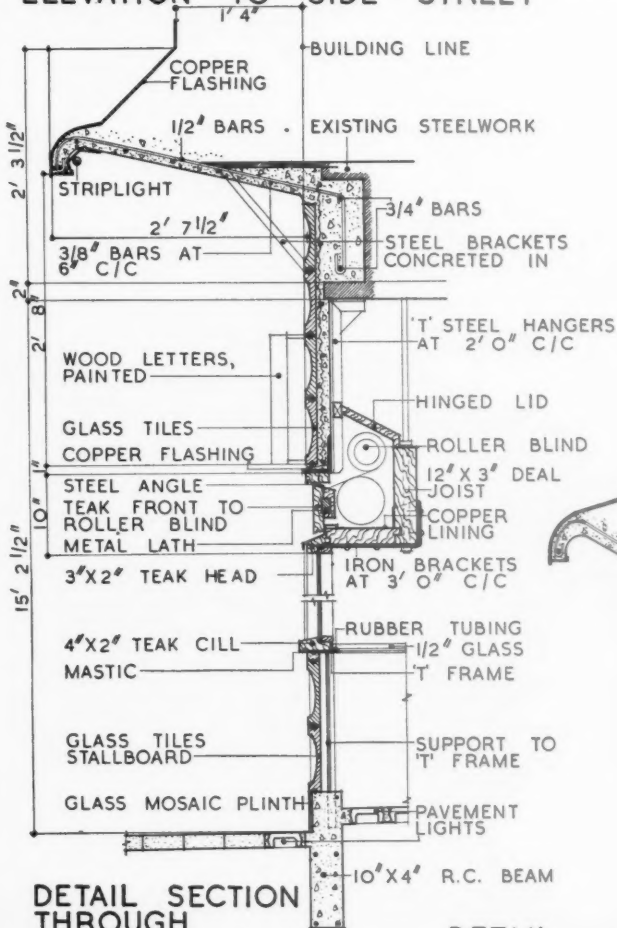 ELEVATION TO SIDE STREET
1' 4"
BUILDING LINE
COPPER
FLASHING
1/2" BARS . EXISTING STEELWORK
2' 3 1/2"
STRIPLIGHT
3/4" BARS
2' 7 1/2"
STEEL BRACKETS
CONCRETED IN
3/8" BARS AT
6" C/C
2"
2' 8"
'T' STEEL HANGERS
AT 2' 0" C/C
WOOD LETTERS,
PAINTED
HINGED LID
GLASS TILES
ROLLER BLIND
COPPER FLASHING
1"
12" X 3" DEAL
JOIST
STEEL ANGLE
10"
TEAK FRONT TO
ROLLER BLIND
COPPER
LINING
METAL LATH
15' 2 1/2"
3"X2" TEAK HEAD
IRON BRACKETS
AT 3' 0" C/C
4"X2" TEAK CILL
RUBBER TUBING
1/2" GLASS
MASTIC
'T' FRAME
GLASS TILES
STALLBOARD
SUPPORT TO
'T' FRAME
GLASS MOSAIC PLINTH
PAVEMENT
LIGHTS
10"X4" R.C. BEAM
DETAIL SECTION
THROUGH